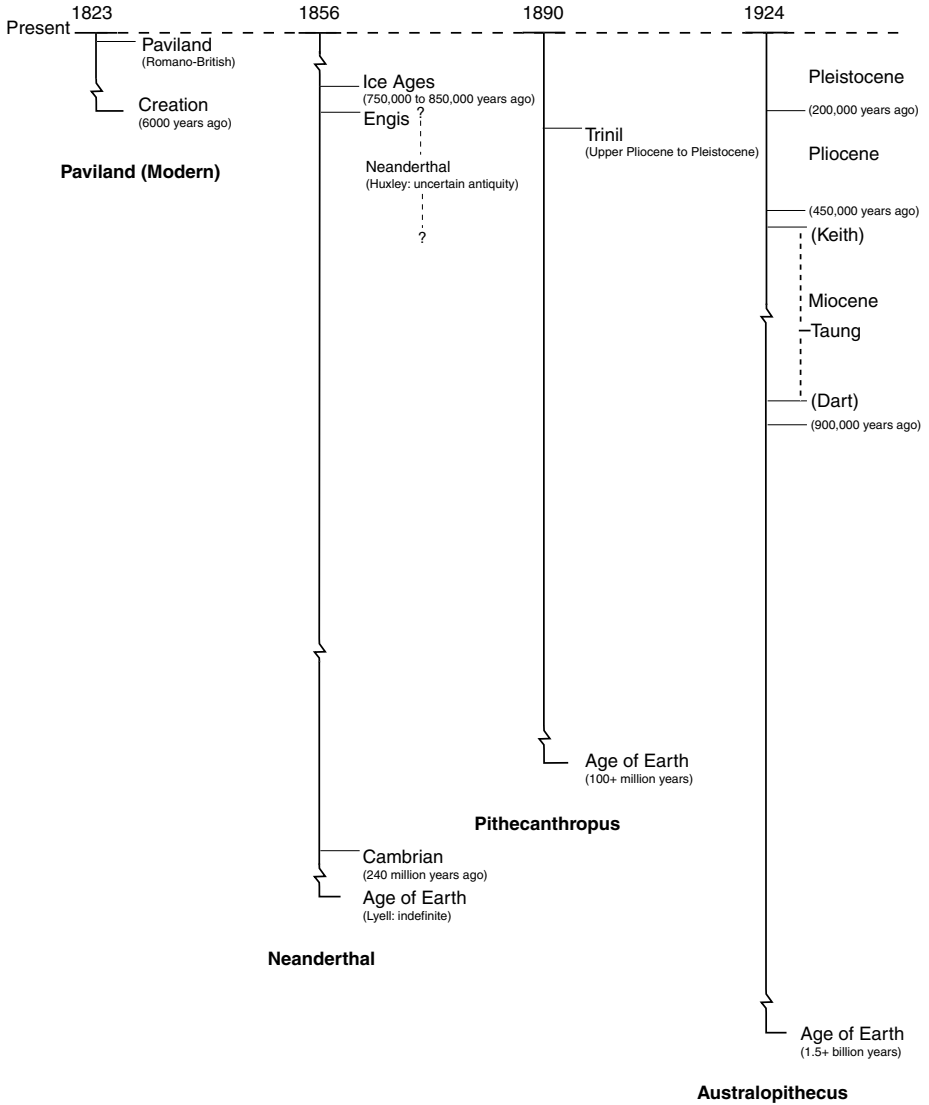 1823
1856
1890
1924
Present
Paviland
(Romano-British)
Creation
(6000 years ago)
Paviland (Modern)
Ice Ages
(750,000 to 850,000 years ago)
Engis
?
Neanderthal
(Huxley: uncertain antiquity)
?
Cambrian
(240 million years ago)
Age of Earth
(Lyell: indefinite)
Neanderthal
Trinil
(Upper Pliocene to Pleistocene)
Age of Earth
(100+ million years)
Pithecanthropus
Pleistocene
(200,000 years ago)
Pliocene
(450,000 years ago)
(Keith)
Miocene
Taung
(Dart)
(900,000 years ago)
Age of Earth
(1.5+ billion years)
Australopithecus